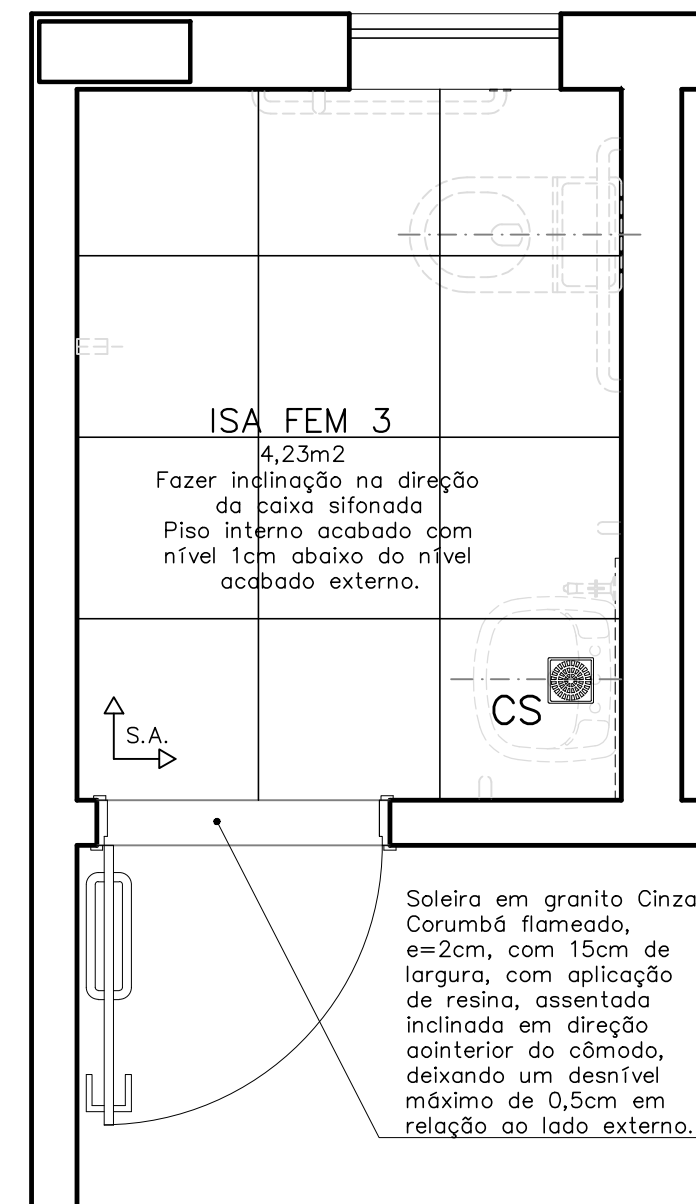 ISA FEM 3
4,23m2
Fazer inclinação na direção
da caixa sifonada
Piso interno acabado com
nível 1cm abaixo do nível
acabado externo.
CS
S.A.
Soleira em granito Cinza
Corumbá flameado,
e=2cm, com 15cm de
largura, com aplicação
de resina, assentada
inclinada em direção
aointerior do cômodo,
deixando um desnível
máximo de 0,5cm em
relação ao lado externo.